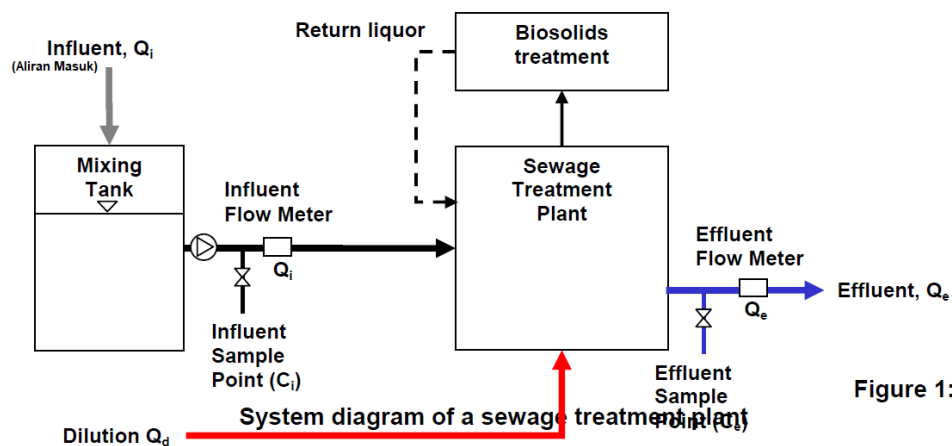 Influent, Qi
(Aliran Masuk)
Return liquor
Biosolids
treatment
Mixing
Tank
Influent
Flow Meter
Qi
Influent
Sample
Point (Ci)
Sewage
Treatment
Plant
Effluent
Flow Meter
Qe
Effluent, Qe
Effluent
Sample
Point (Ce)
Figure 1:
System diagram of a sewage treatment plant
Dilution Qd